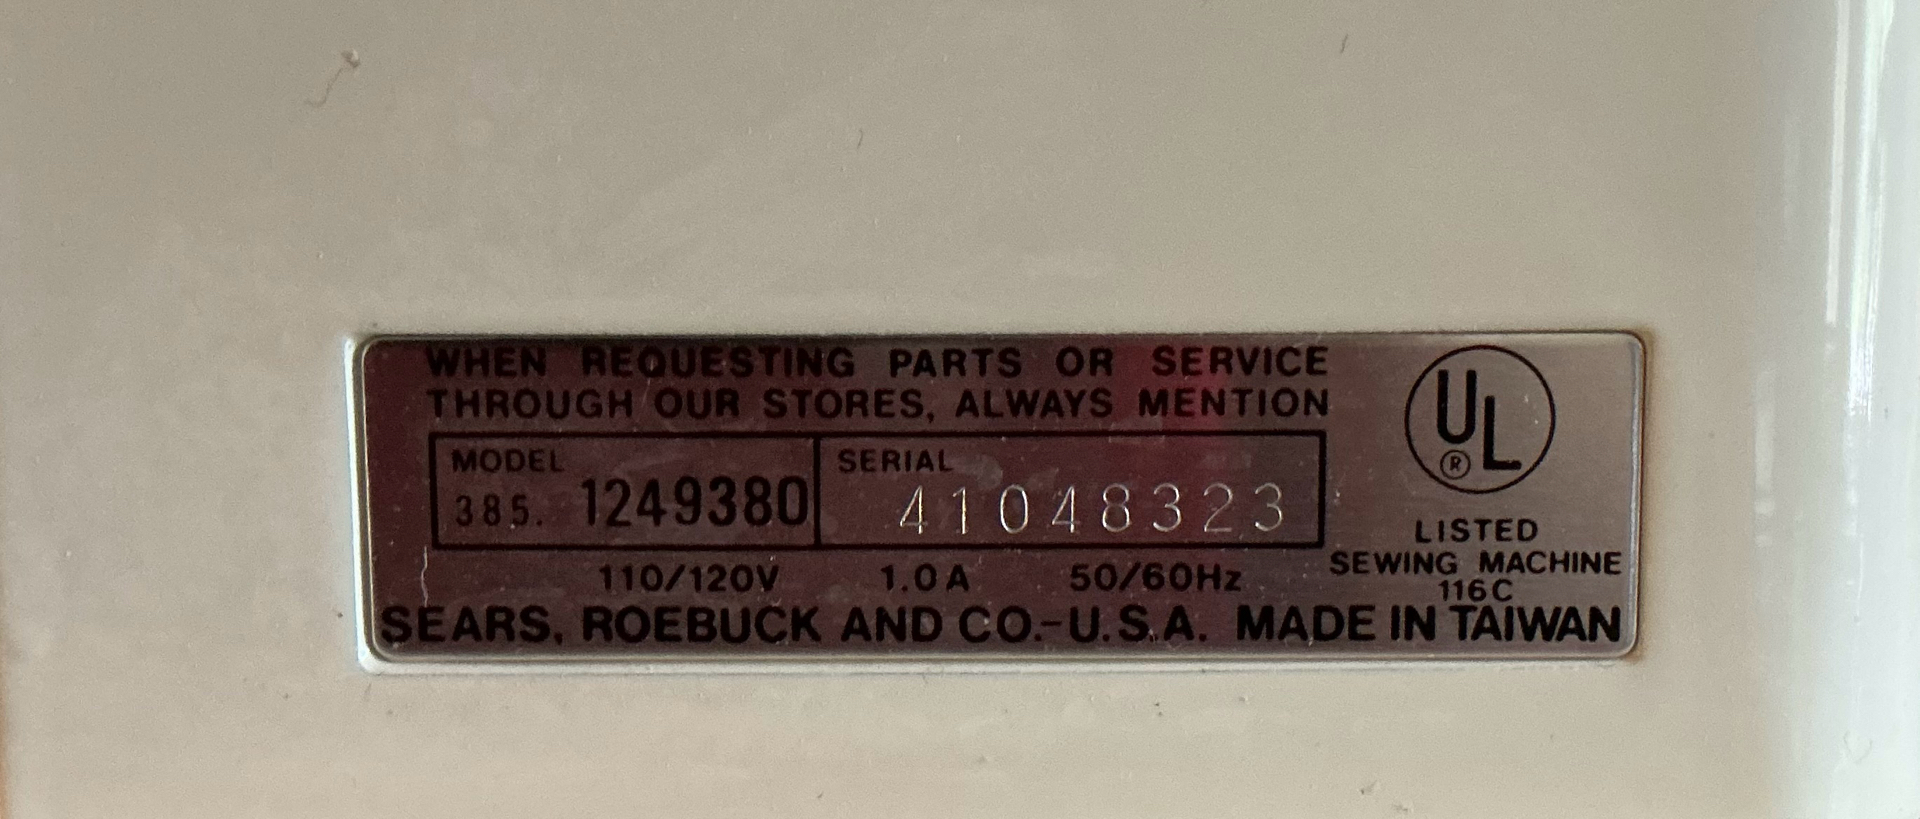 WHEN REQUESTING PARTS OR SERVICE
THROUGH OUR STORES, ALWAYS MENTION
MODEL
385. 1249380
SERIAL
41048323
110/120V 1.0A 50/60Hz
SEARS, ROEBUCK AND CO.-U.S.A. MADE IN TAIWAN
UL
®
LISTED
SEWING MACHINE
116C